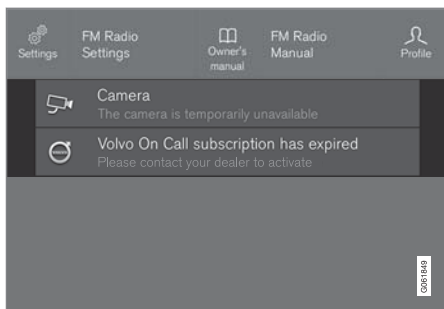 Settings
FM Radio
Settings
Owner's
manual
FM Radio
Manual
Profile
Camera
The camera is temporarily unavailable
Volvo On Call subscription has expired
Please contact your dealer to activate
G061849